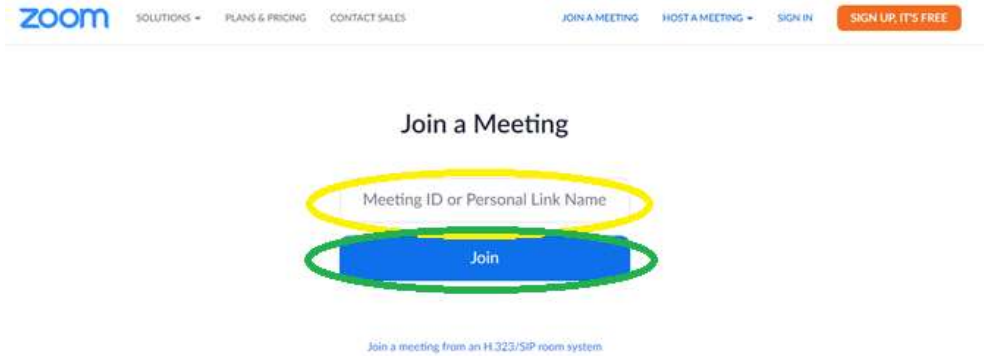 zoom SOLUTIONS PLANS & PRICING CONTACT SALES JOIN A MEETING HOST A MEETING SIGN IN SIGN UP, IT'S FREE
Join a Meeting
Meeting ID or Personal Link Name
Join
Join a meeting from an H.323/SIP room system